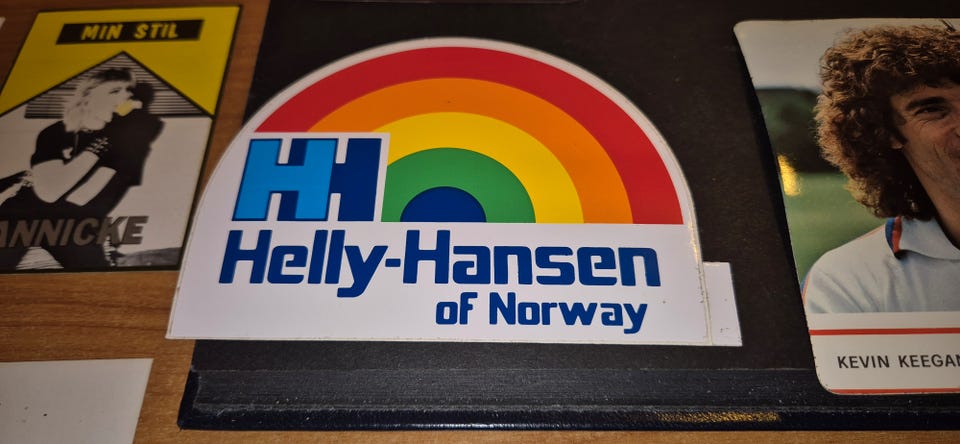 MIN STIL
ANNICKE
HH
Helly-Hansen
of Norway
KEVIN KEEGAN